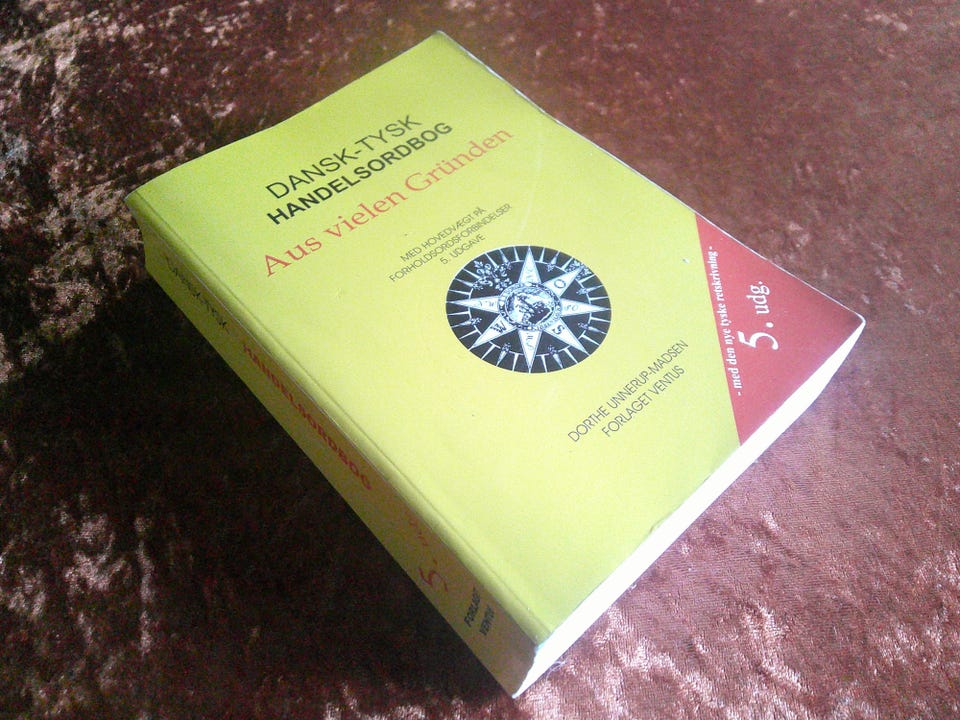 DANSK-TYSK
HANDELSORDBOG
Aus vielen Gründen
MED HOVEDVÆGT PÅ
FORHOLDSORDSFORBINDELSER
5. UDGAVE
W O S
DORTHE UNNERUP-MADSEN
FORLAGET VENTUS
- med den nye tyske retskrivning -
5. udg.
DANSK-TYSK
HANDELSORDBOG
5.
FORLAGET
VENTUS